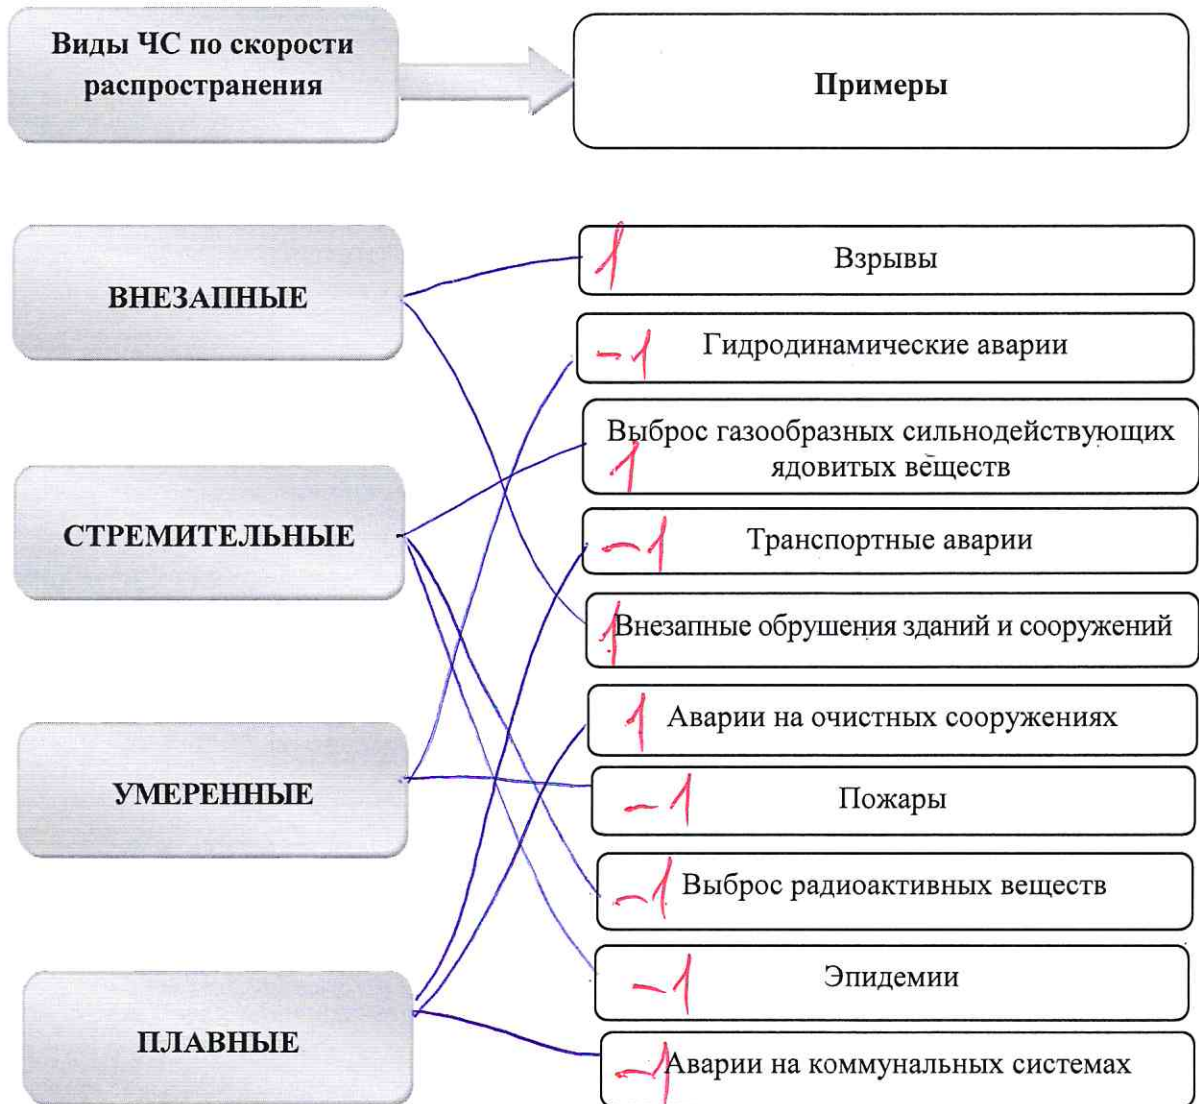 Виды ЧС по скорости
распространения
Примеры
ВНЕЗАПНЫЕ
СТРЕМИТЕЛЬНЫЕ
УМЕРЕННЫЕ
ПЛАВНЫЕ
1 Взрывы
-1 Гидродинамические аварии
Выброс газообразных сильнодействующих
1 ядовитых веществ
-1 Транспортные аварии
1 Внезапные обрушения зданий и сооружений
1 Аварии на очистных сооружениях
-1 Пожары
-1 Выброс радиоактивных веществ
-1 Эпидемии
-1 Аварии на коммунальных системах